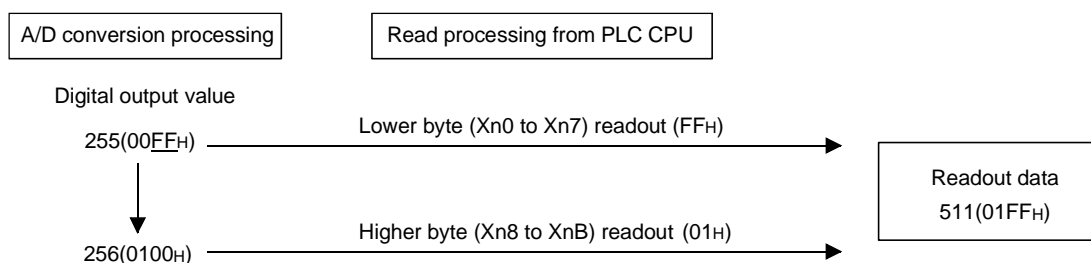 A/D conversion processing
Read processing from PLC CPU
Digital output value
255(00FFH)
Lower byte (Xn0 to Xn7) readout (FFH)
Readout data
511(01FFH)
256(0100H)
Higher byte (Xn8 to XnB) readout (01H)